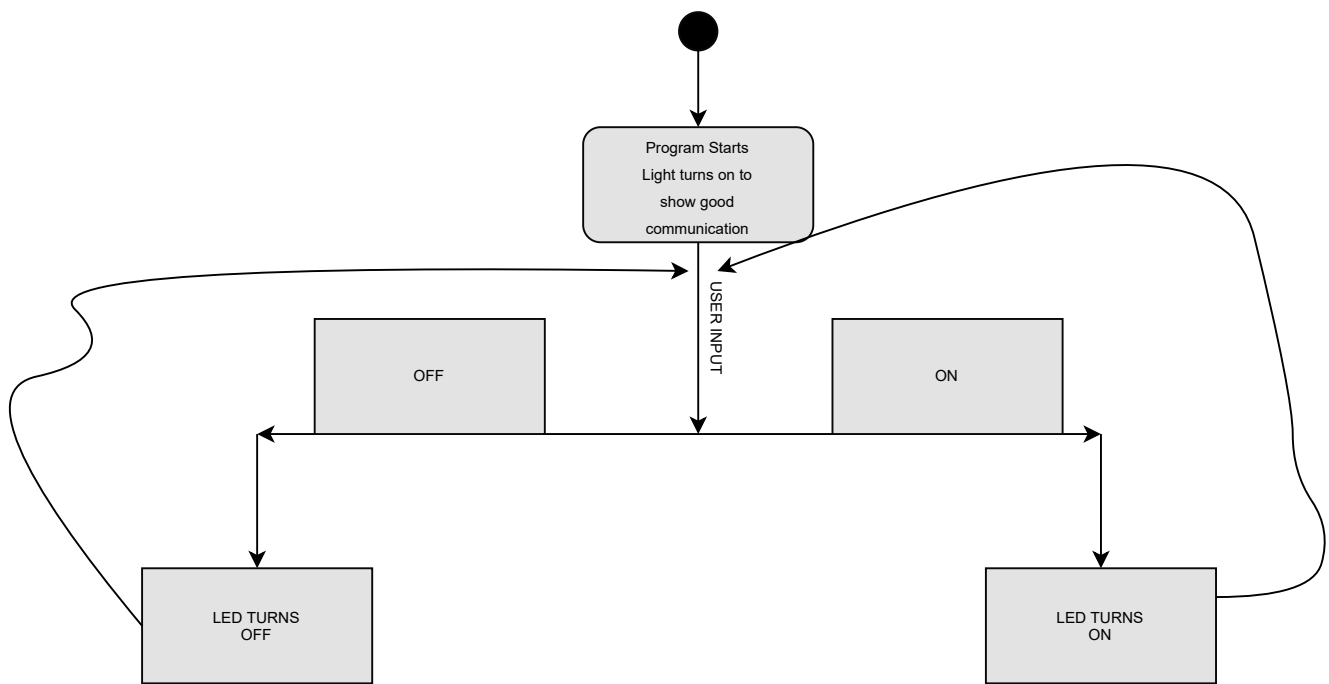 Program Starts
Light turns on to
show good
communication
USER INPUT
OFF
ON
LED TURNS
OFF
LED TURNS
ON